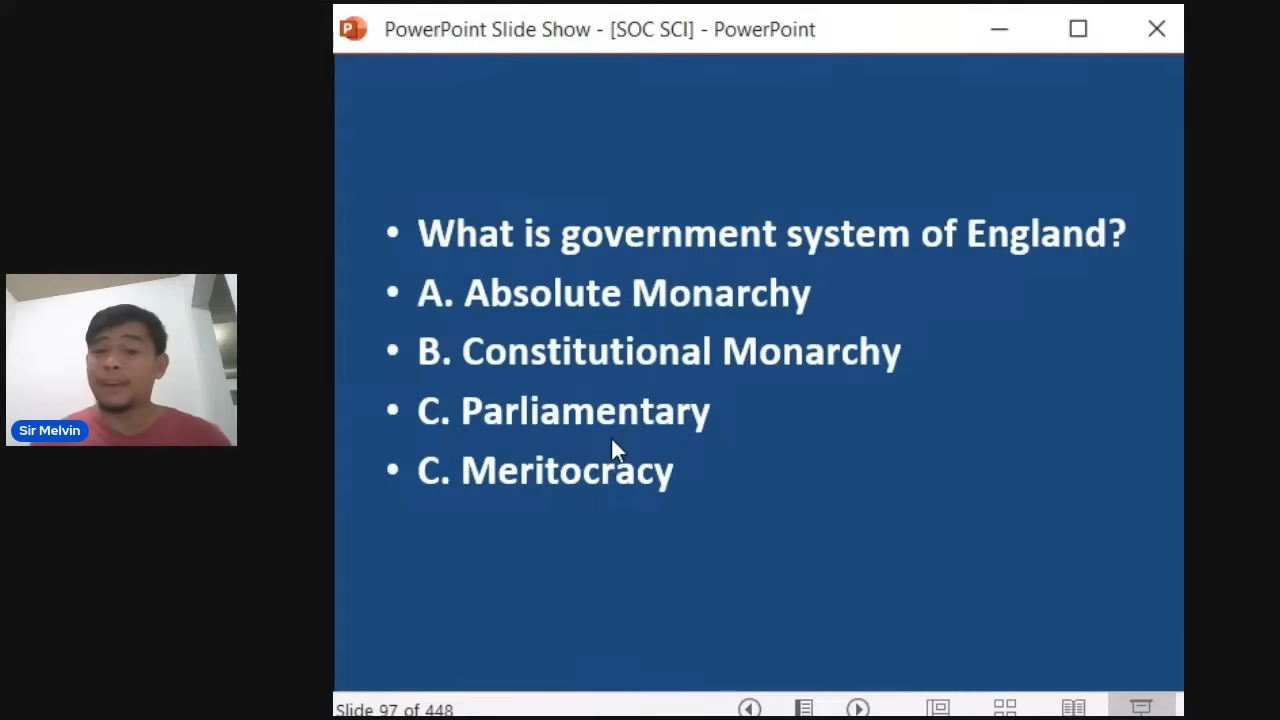 PowerPoint Slide Show - [SOC SCI] - PowerPoint
• What is government system of England?
• A. Absolute Monarchy
• B. Constitutional Monarchy
• C. Parliamentary
• C. Meritocracy
Sir Melvin
Slide 97 of 448